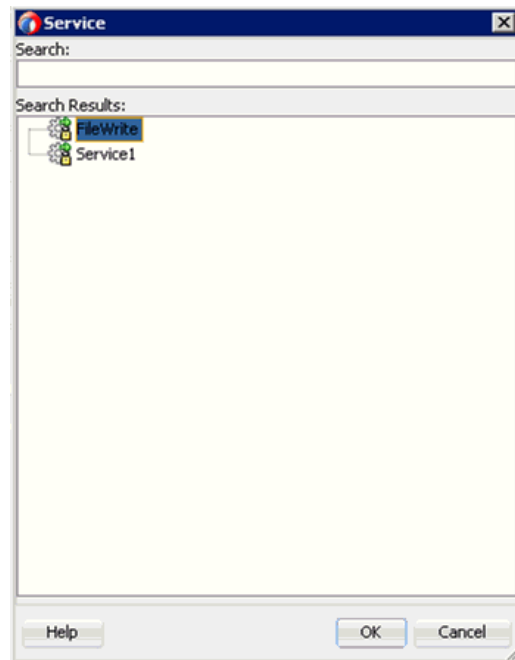 Service
Search:
Search Results:
FileWrite
Service1
Help
OK
Cancel